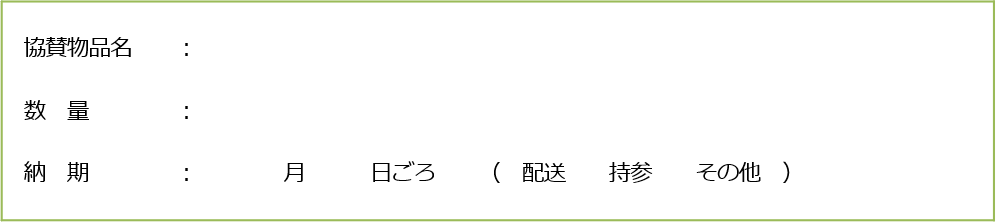 協賛物品名　　：
数　量　　　　：
納　期　　　　：　　　　月　　　日ごろ　　（　配送　　持参　　その他　）